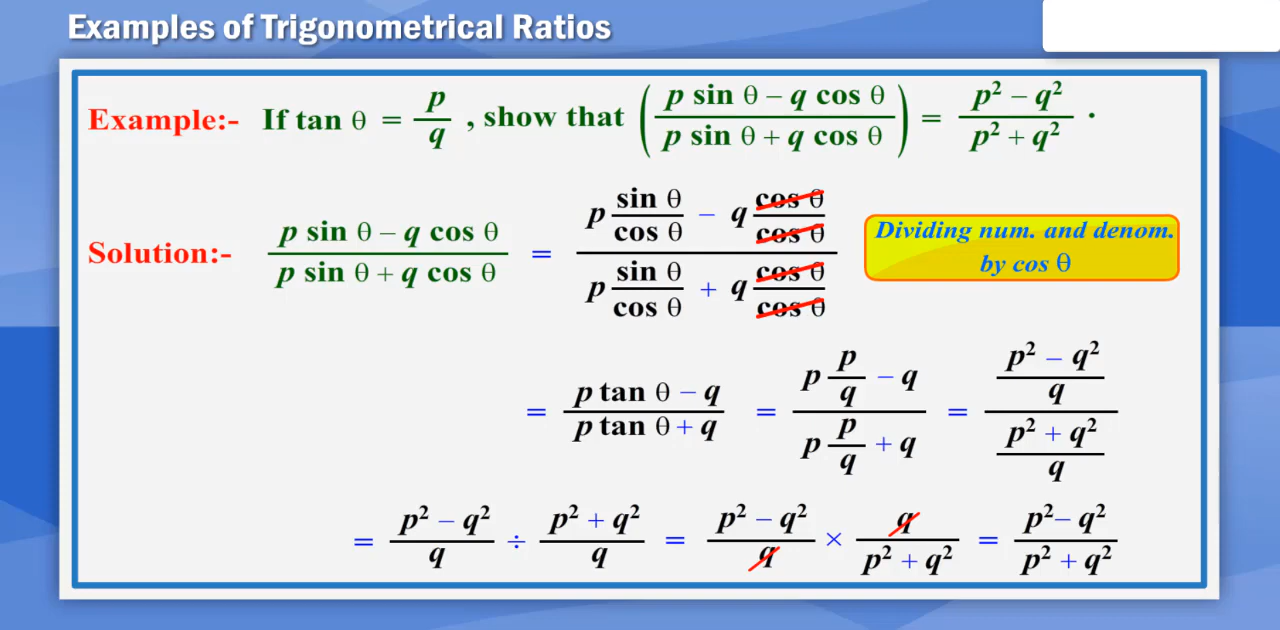 Examples of Trigonometrical Ratios
Example:- If tan θ = p/q , show that ( (p sin θ – q cos θ)/(p sin θ + q cos θ) ) = (p² – q²)/(p² + q²) .
Solution:- (p sin θ – q cos θ)/(p sin θ + q cos θ) = (p sin θ/cos θ – q cos θ/cos θ)/(p sin θ/cos θ + q cos θ/cos θ)
Dividing num. and denom.
by cos θ
= (p tan θ – q)/(p tan θ + q) = (p p/q – q)/(p p/q + q) = ((p² – q²)/q)/((p² + q²)/q)
= (p² – q²)/q ÷ (p² + q²)/q = (p² – q²)/q × q/(p² + q²) = (p² – q²)/(p² + q²)